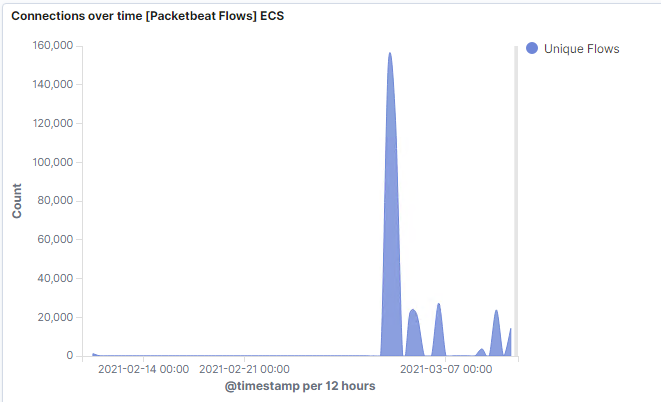 Connections over time [Packetbeat Flows] ECS
160,000
140,000
120,000
100,000
80,000
60,000
40,000
20,000
0
Count
2021-02-14 00:00 2021-02-21 00:00 2021-03-07 00:00
@timestamp per 12 hours
Unique Flows